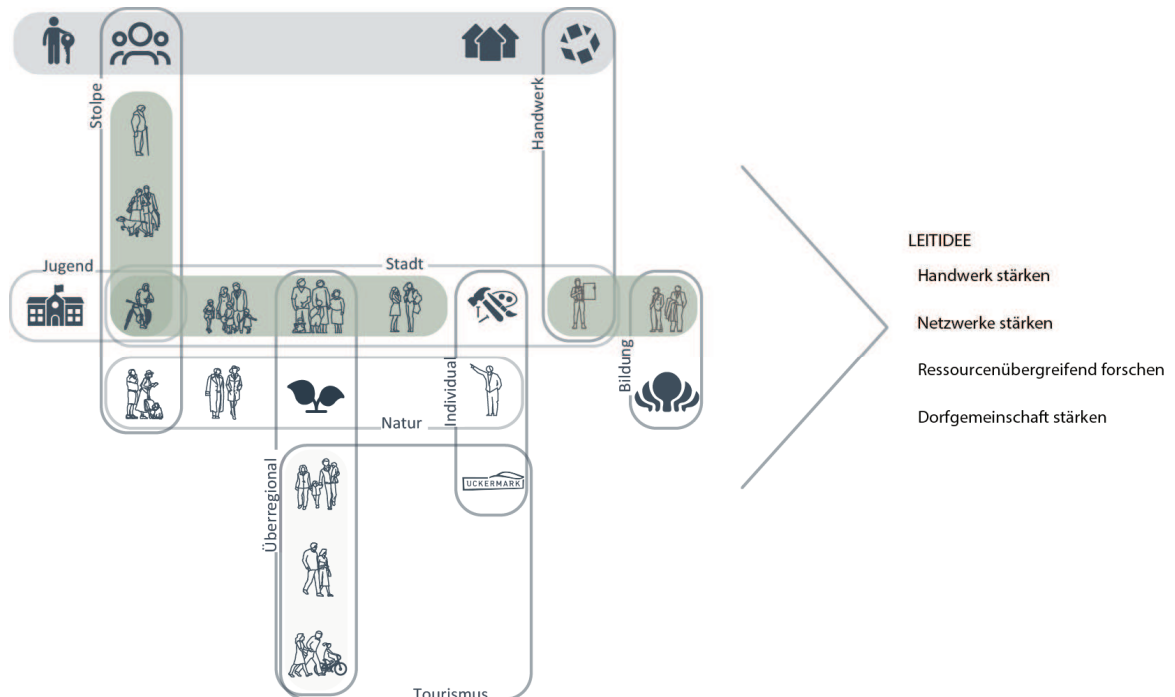 Stolpe
Handwerk
Jugend
Stadt
Individual
Bildung
Natur
Überregional
UCKERMARK
Tourismus
LEITIDEE
Handwerk stärken
Netzwerke stärken
Ressourcenübergreifend forschen
Dorfgemeinschaft stärken